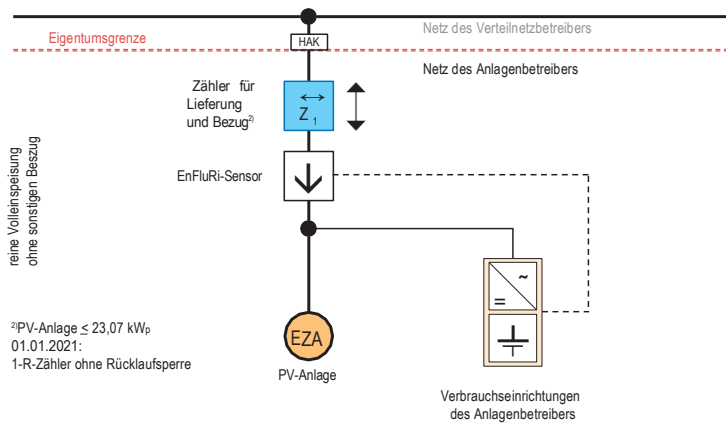 Netz des Verteilnetzbetreibers
Eigentumsgrenze
HAK
Netz des Anlagenbetreibers
Zähler für
Lieferung
und Bezug²⁾
Z 1
EnFluRi-Sensor
reine Volleinspeisung
ohne sonstigen Beszug
~
=
²⁾PV-Anlage ≤ 23,07 kWp
01.01.2021:
1-R-Zähler ohne Rücklaufsperre
EZA
PV-Anlage
Verbrauchseinrichtungen
des Anlagenbetreibers